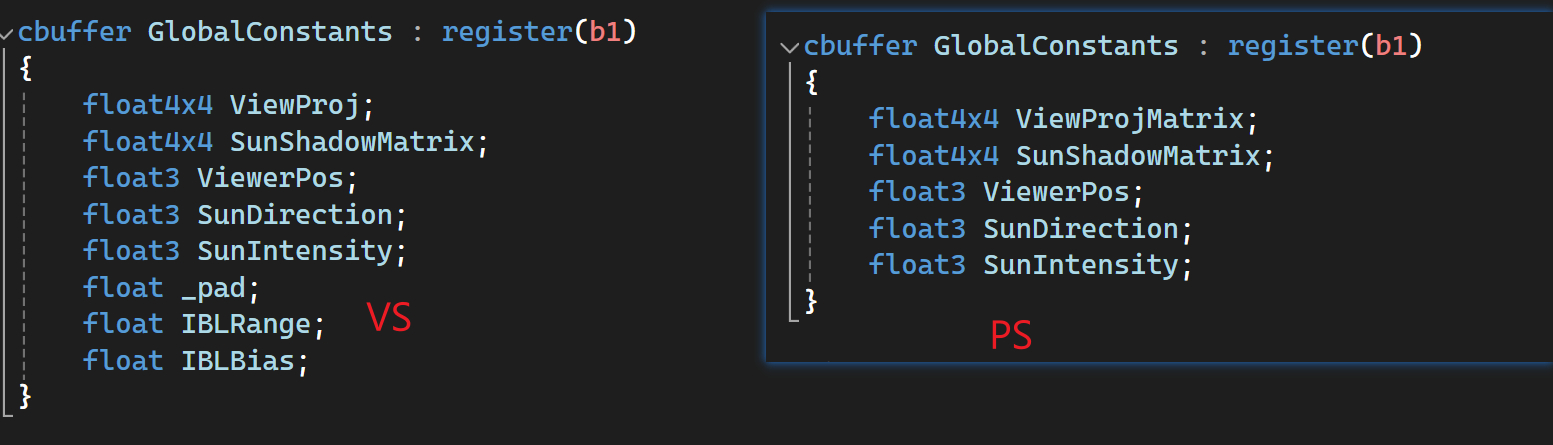 cbuffer GlobalConstants : register(b1)
{
    float4x4 ViewProj;
    float4x4 SunShadowMatrix;
    float3 ViewerPos;
    float3 SunDirection;
    float3 SunIntensity;
    float _pad;
    float IBLRange;
    float IBLBias;
}
VS
cbuffer GlobalConstants : register(b1)
{
    float4x4 ViewProjMatrix;
    float4x4 SunShadowMatrix;
    float3 ViewerPos;
    float3 SunDirection;
    float3 SunIntensity;
}
PS